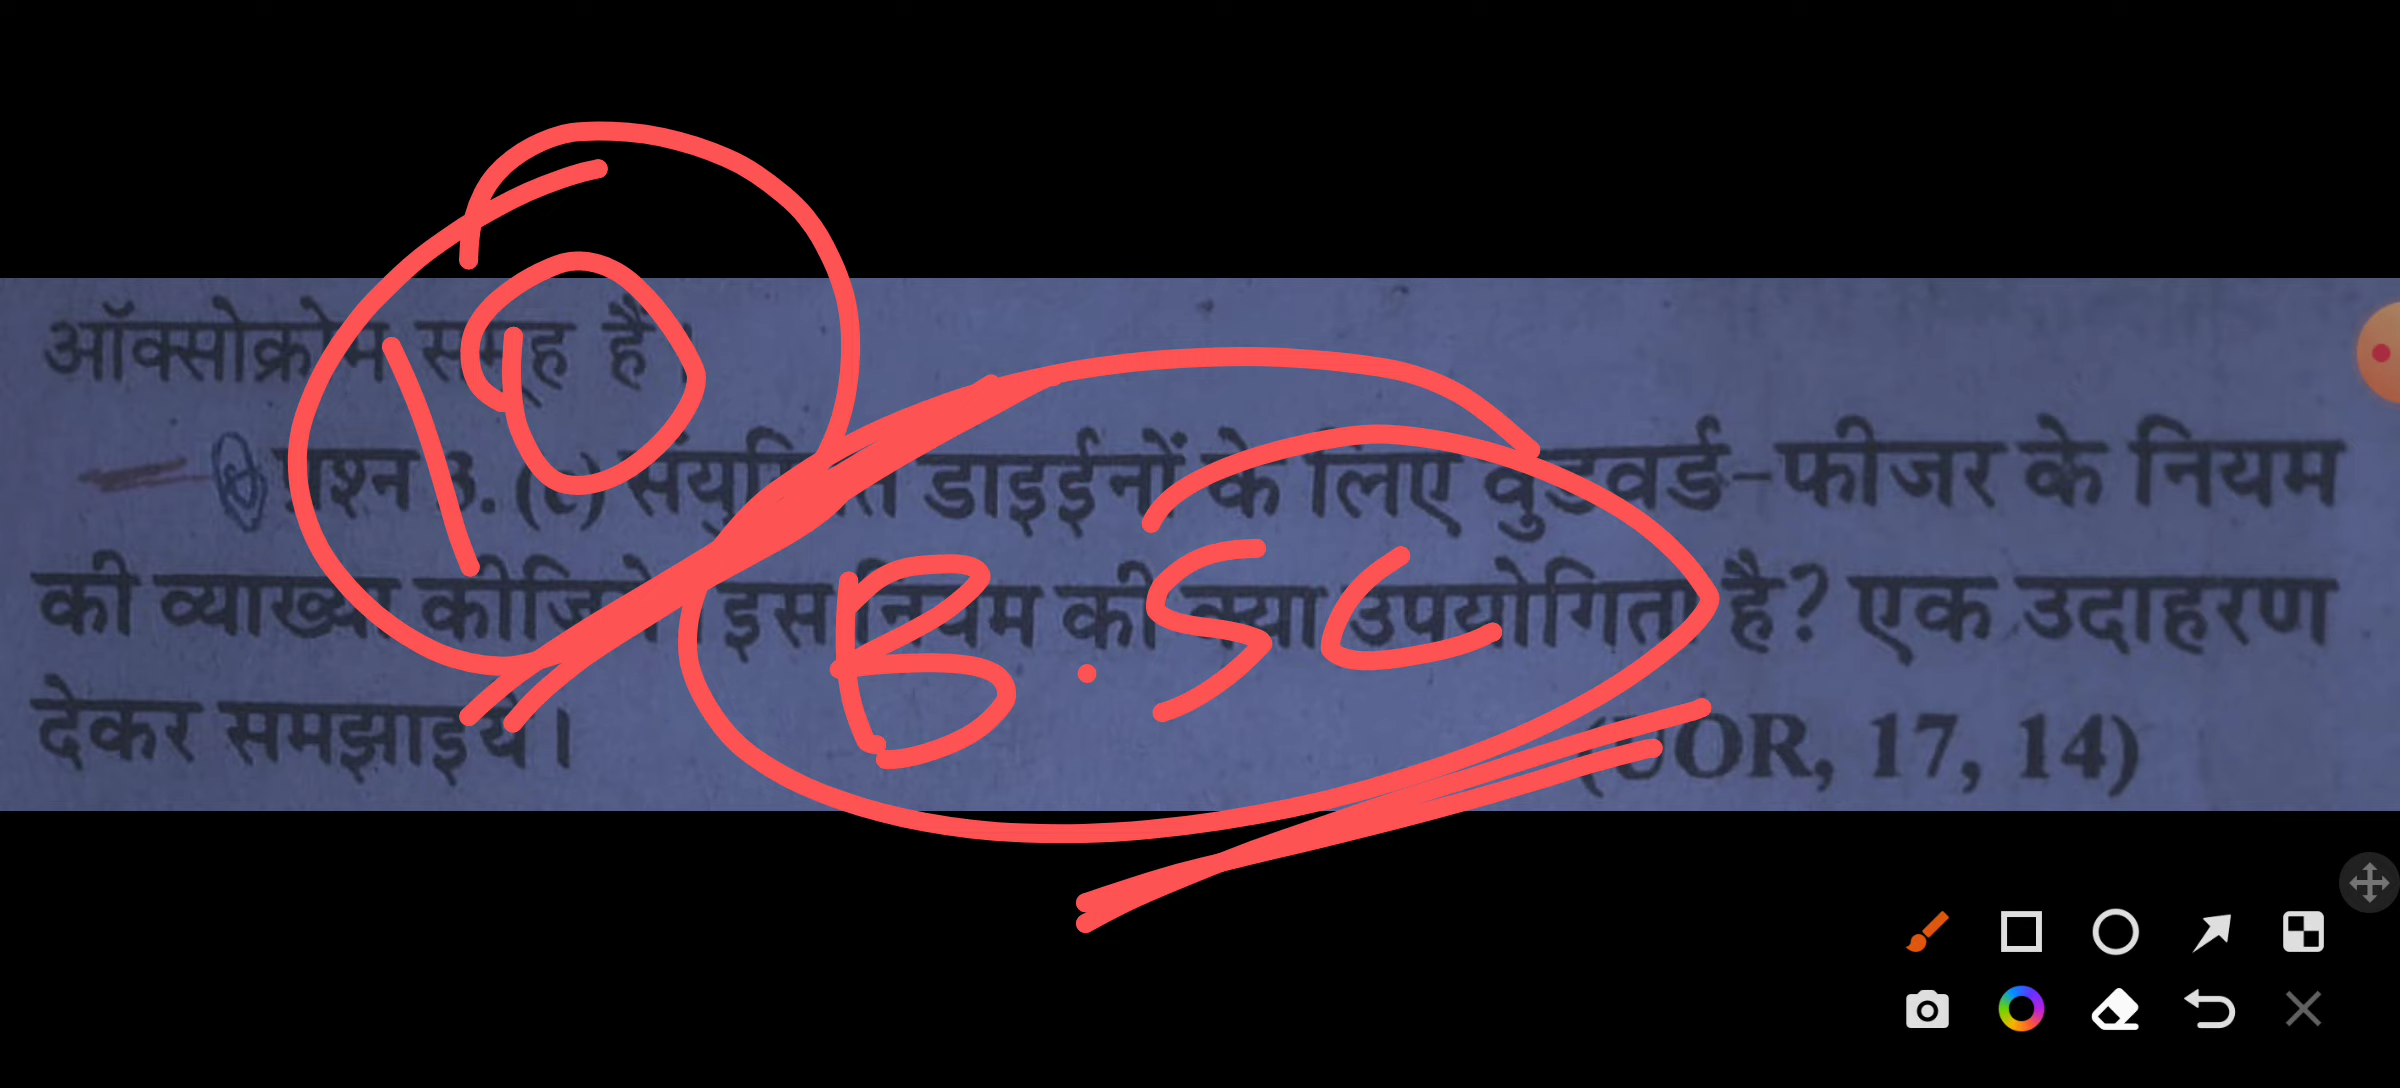 ऑक्सोक्रोम समूह है।
प्रश्न 3. (c) संयुग्मित डाइईनों के लिए वुडवर्ड-फीजर के नियम
की व्याख्या कीजिये। इस नियम की क्या उपयोगिता है? एक उदाहरण
देकर समझाइये।
(UOR, 17, 14)
10
B.SC